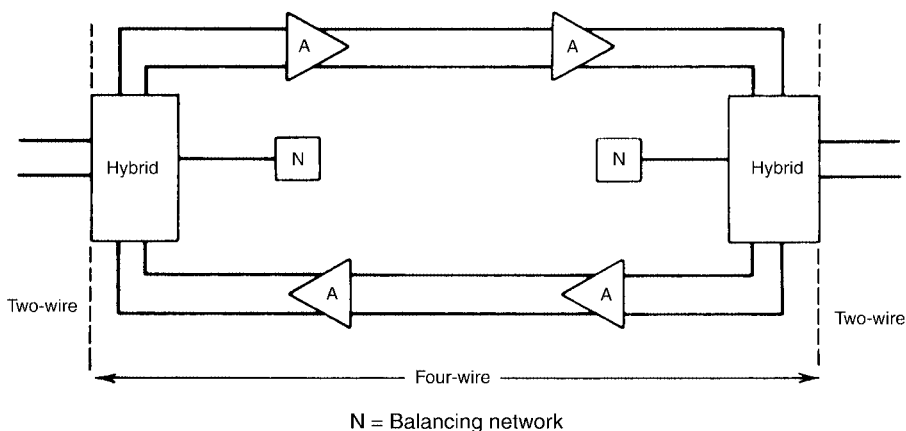 A A
Hybrid N N Hybrid
A A
Two-wire Two-wire
Four-wire
N = Balancing network